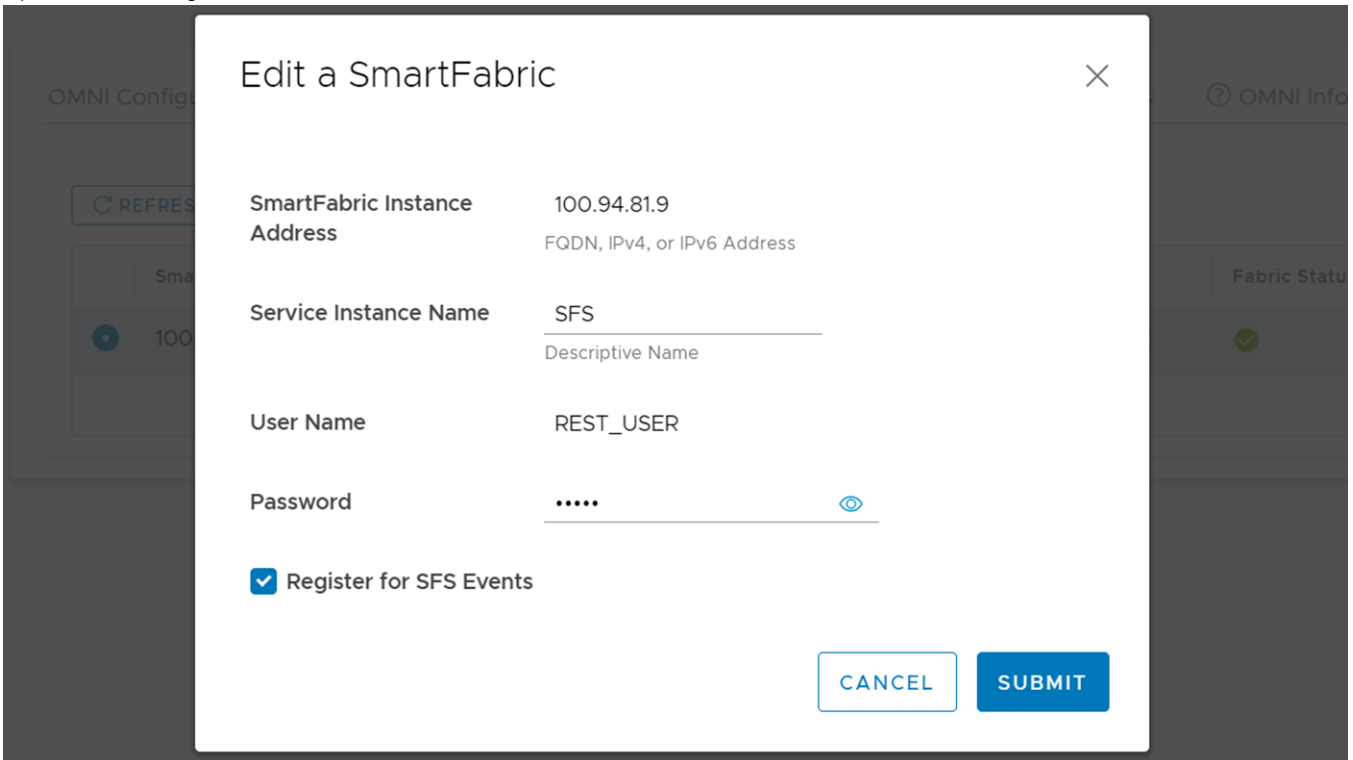 Edit a SmartFabric
OMNI Config
OMNI Info
REFRES
SmartFabric Instance Address
100.94.81.9
FQDN, IPv4, or IPv6 Address
Sma
Fabric Statu
Service Instance Name
SFS
Descriptive Name
100
User Name
REST_USER
Password
•••••
Register for SFS Events
CANCEL
SUBMIT